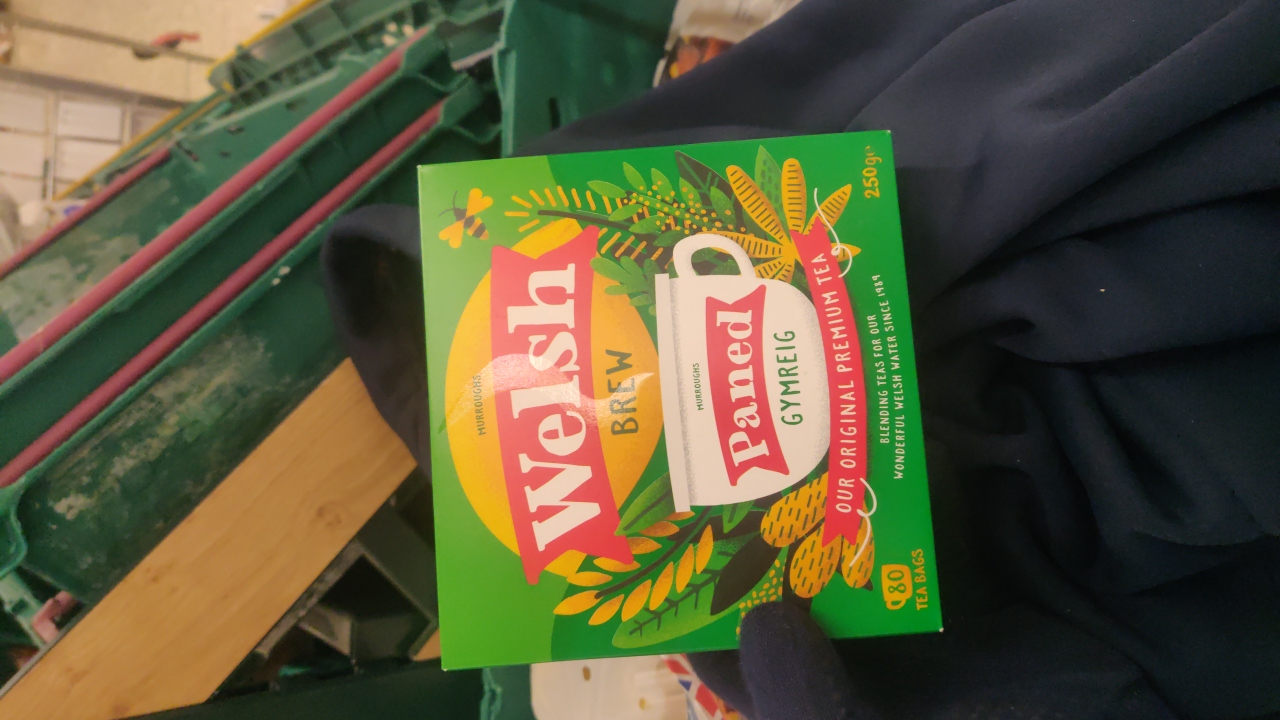 MURROUGHS
Welsh
BREW
MURROUGHS
Paned
GYMREIG
OUR ORIGINAL PREMIUM TEA
BLENDING TEAS FOR OUR
WONDERFUL WELSH WATER SINCE 1989
80
TEA BAGS
250g℮